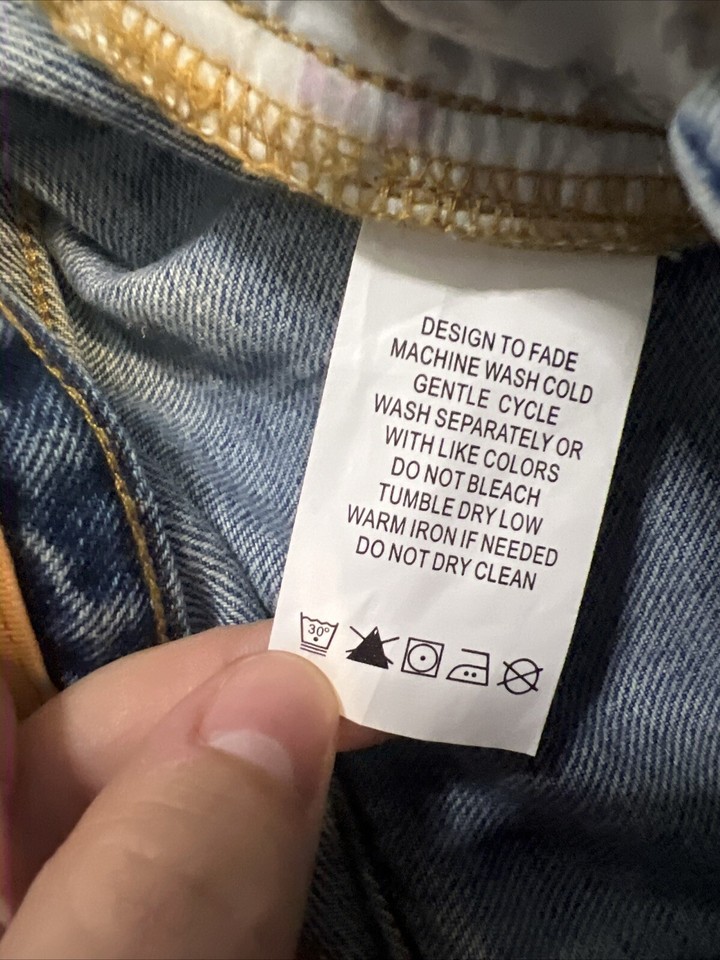 DESIGN TO FADE
MACHINE WASH COLD
GENTLE CYCLE
WASH SEPARATELY OR
WITH LIKE COLORS
DO NOT BLEACH
TUMBLE DRY LOW
WARM IRON IF NEEDED
DO NOT DRY CLEAN
30°